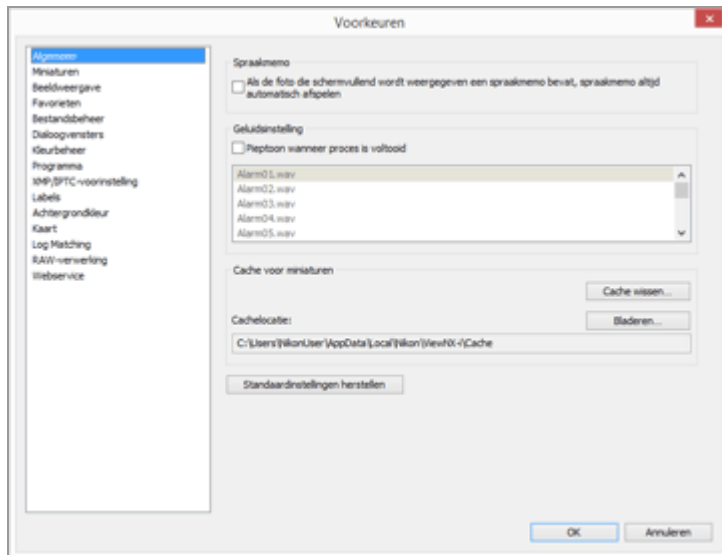 Voorkeuren
Algemeen
Miniaturen
Beeldweergave
Favorieten
Bestandsbeheer
Dialoogvensters
Kleurbeheer
Programma
XMP/IPTC-voorinstelling
Labels
Achtergrondkleur
Kaart
Log Matching
RAW-verwerking
Webservice
Spraakmemo
Als de foto die schermvullend wordt weergegeven een spraakmemo bevat, spraakmemo altijd
automatisch afspelen
Geluidsinstelling
Pieptoon wanneer proces is voltooid
Alarm01.wav
Alarm02.wav
Alarm03.wav
Alarm04.wav
Alarm05.wav
Cache voor miniaturen
Cache wissen...
Cachelocatie:
Bladeren...
C:\Users\NikonUser\AppData\Local\Nikon\ViewNX-i\Cache
Standaardinstellingen herstellen
OK
Annuleren